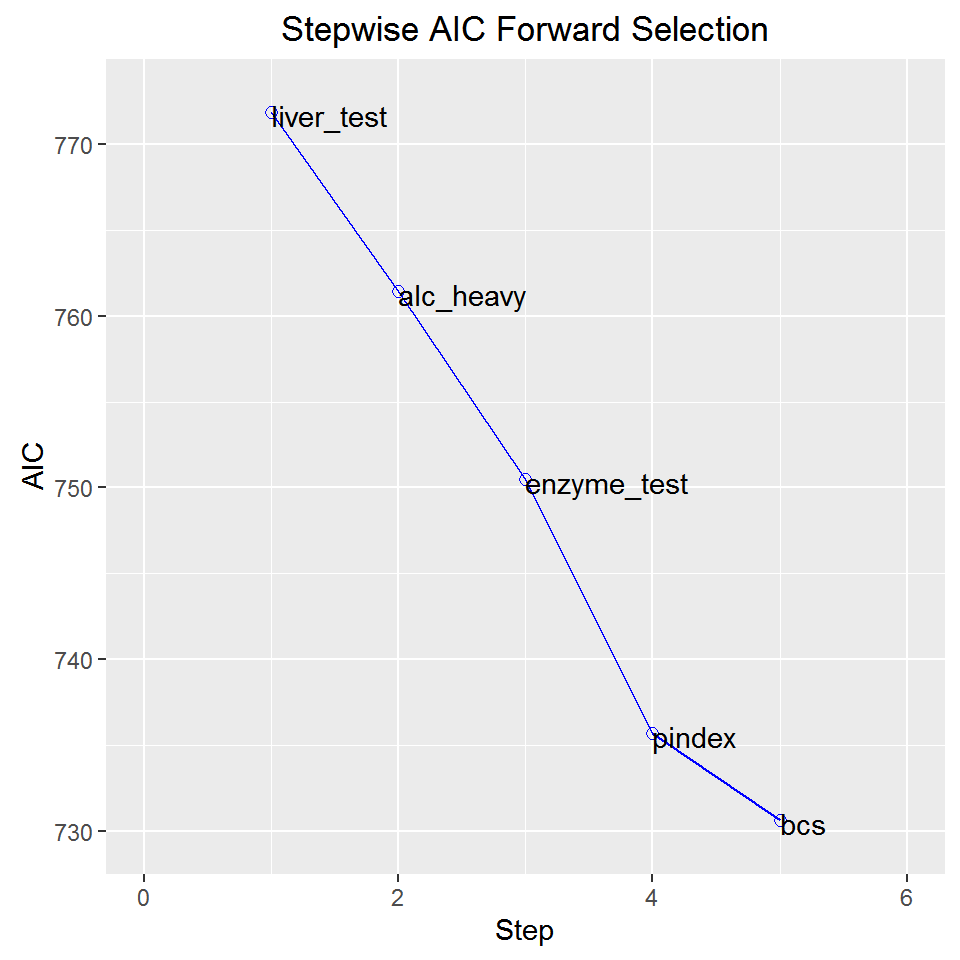 Stepwise AIC Forward Selection
liver_test
770
alc_heavy
760
AIC
enzyme_test
750
740
pindex
730
bcs
0 2 4 6
Step